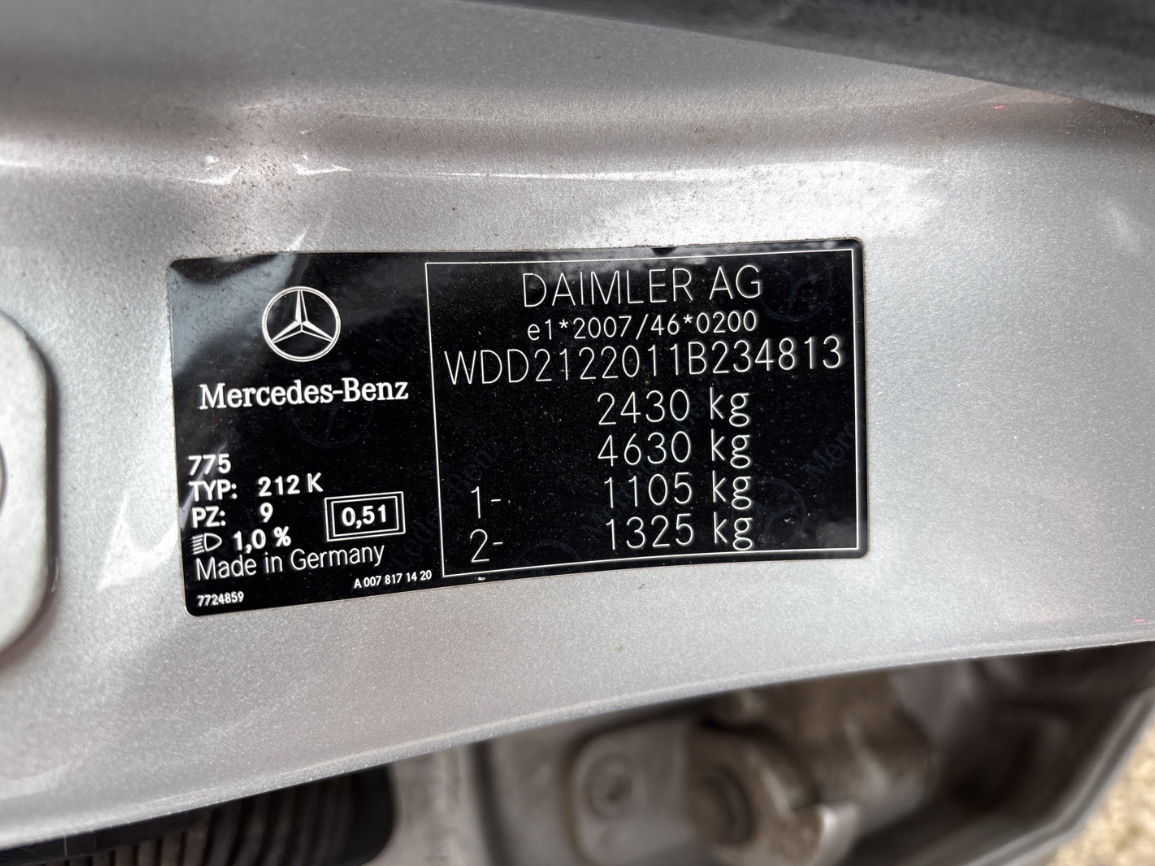 Mercedes-Benz
775
TYP: 212 K
PZ: 9
0,51
1,0 %
Made in Germany
A 007 817 14 20
7724859
DAIMLER AG
e1*2007/46*0200
WDD2122011B234813
2430 kg
4630 kg
1- 1105 kg
2- 1325 kg